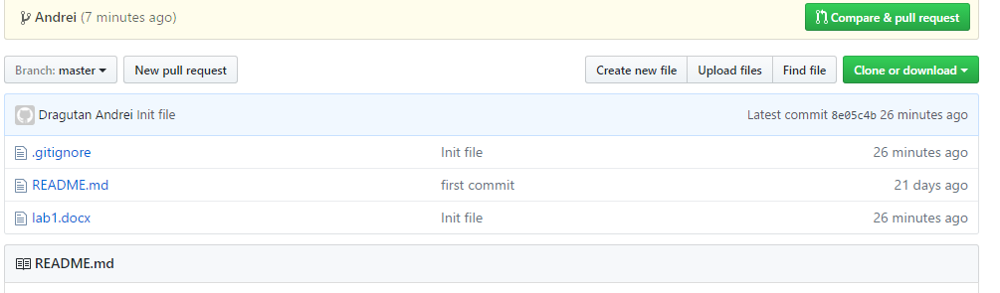 Andrei (7 minutes ago) Compare & pull request
Branch: master New pull request Create new file Upload files Find file Clone or download
Dragutan Andrei Init file Latest commit 8e05c4b 26 minutes ago
.gitignore Init file 26 minutes ago
README.md first commit 21 days ago
lab1.docx Init file 26 minutes ago
README.md